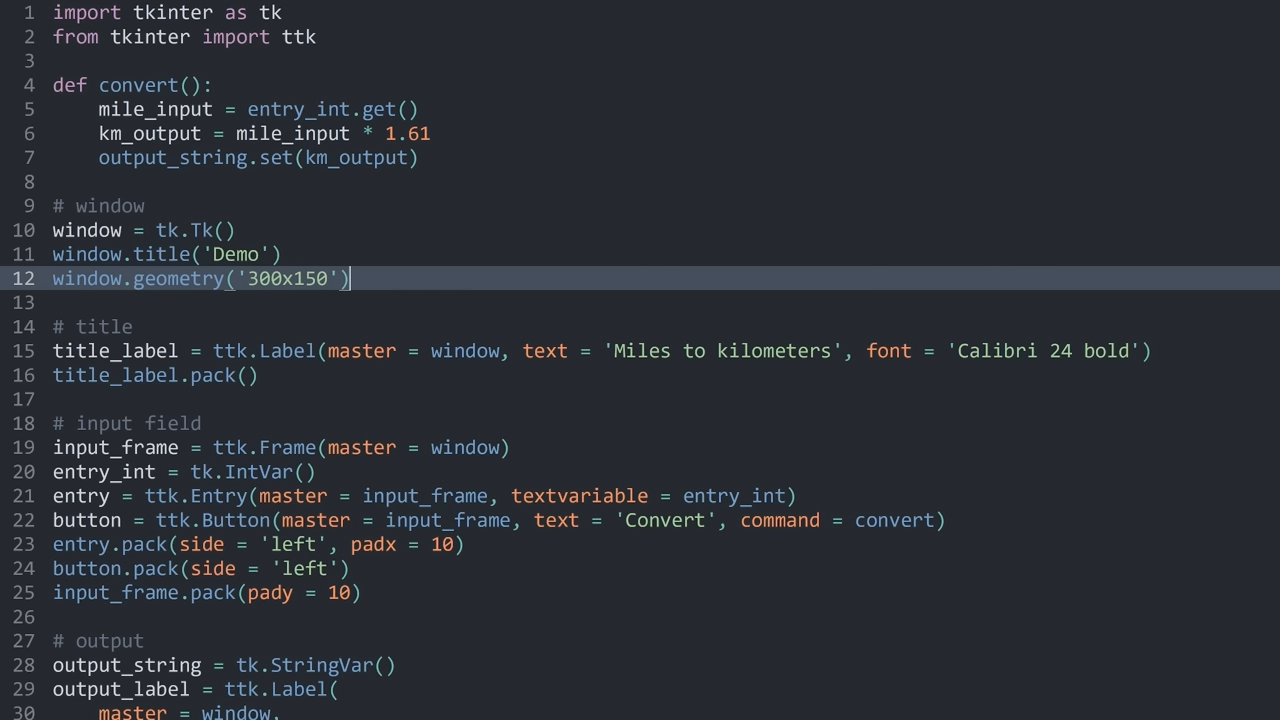 1 import tkinter as tk
2 from tkinter import ttk
3
4 def convert():
5     mile_input = entry_int.get()
6     km_output = mile_input * 1.61
7     output_string.set(km_output)
8
9 # window
10 window = tk.Tk()
11 window.title('Demo')
12 window.geometry('300x150')
13
14 # title
15 title_label = ttk.Label(master = window, text = 'Miles to kilometers', font = 'Calibri 24 bold')
16 title_label.pack()
17
18 # input field
19 input_frame = ttk.Frame(master = window)
20 entry_int = tk.IntVar()
21 entry = ttk.Entry(master = input_frame, textvariable = entry_int)
22 button = ttk.Button(master = input_frame, text = 'Convert', command = convert)
23 entry.pack(side = 'left', padx = 10)
24 button.pack(side = 'left')
25 input_frame.pack(pady = 10)
26
27 # output
28 output_string = tk.StringVar()
29 output_label = ttk.Label(
30     master = window,